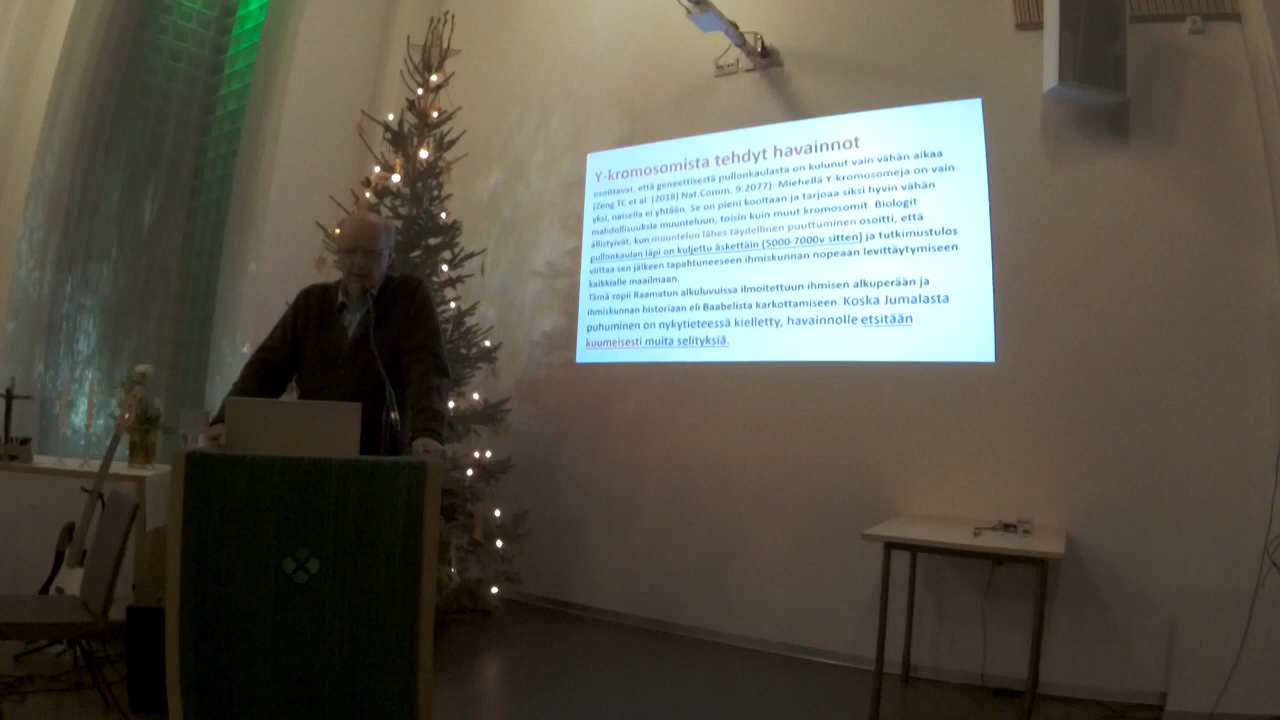 Y-kromosomista tehdyt havainnot
osoittavat, että geneettisestä pullonkaulasta on kulunut vain vähän aikaa
(Zeng TC et al. (2018) Nat.Comm. 9:2077). Miehellä Y-kromosomeja on vain
yksi, naisella ei yhtään. Se on pieni kooltaan ja tarjoaa siksi hyvin vähän
mahdollisuuksia muunteluun, toisin kuin muut kromosomit. Biologit
ällistyivät, kun muuntelun lähes täydellinen puuttuminen osoitti, että
pullonkaulan läpi on kuljettu äskettäin (5000-7000v sitten) ja tutkimustulos
viittaa sen jälkeen tapahtuneeseen ihmiskunnan nopeaan levittäytymiseen
kaikkialle maailmaan.
Tämä sopii Raamatun alkuluvuissa ilmoitettuun ihmisen alkuperään ja
ihmiskunnan historiaan eli Baabelista karkottamiseen. Koska Jumalasta
puhuminen on nykytieteessä kielletty, havainnolle etsitään
kuumeisesti muita selityksiä.